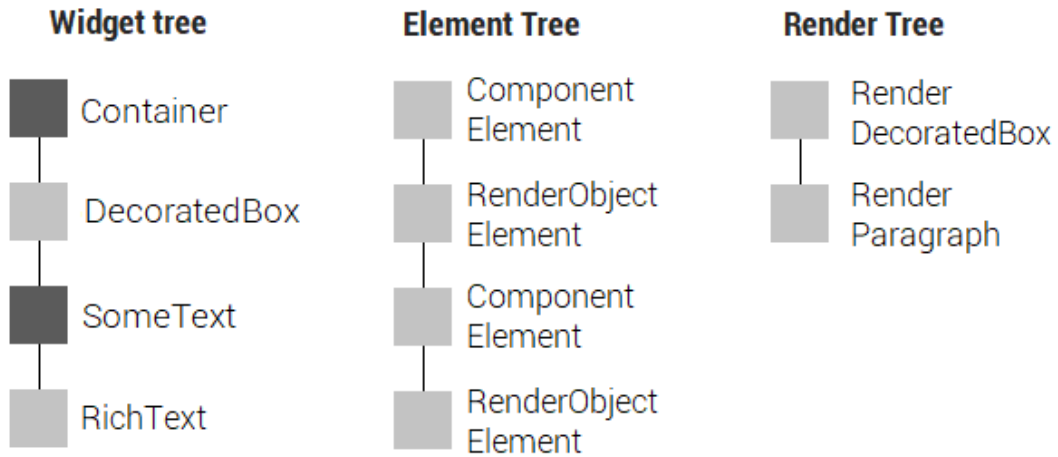 Widget tree
Container
DecoratedBox
SomeText
RichText
Element Tree
Component
Element
RenderObject
Element
Component
Element
RenderObject
Element
Render Tree
Render
DecoratedBox
Render
Paragraph